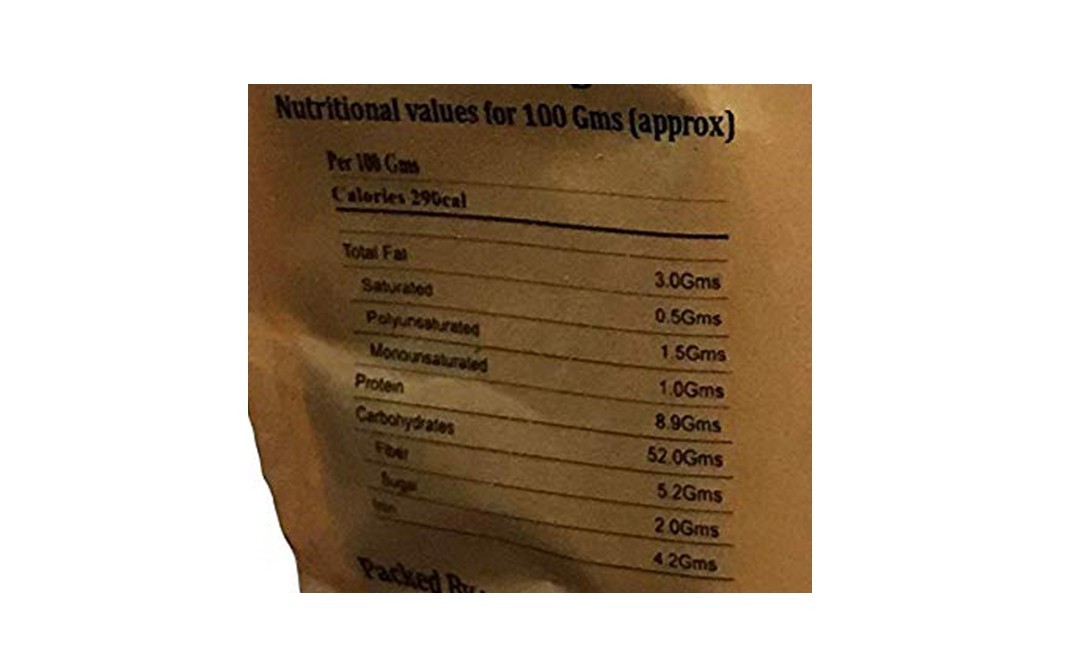 Nutritional values for 100 Gms (approx)
Per 100 Gms
Calories 290cal
Total Fat 3.0Gms
Saturated 0.5Gms
Polyunsaturated 1.5Gms
Monounsaturated 1.0Gms
Protein 8.9Gms
Carbohydrates 52.0Gms
Fiber 5.2Gms
Sugar 2.0Gms
Iron 4.2Gms
Packed By